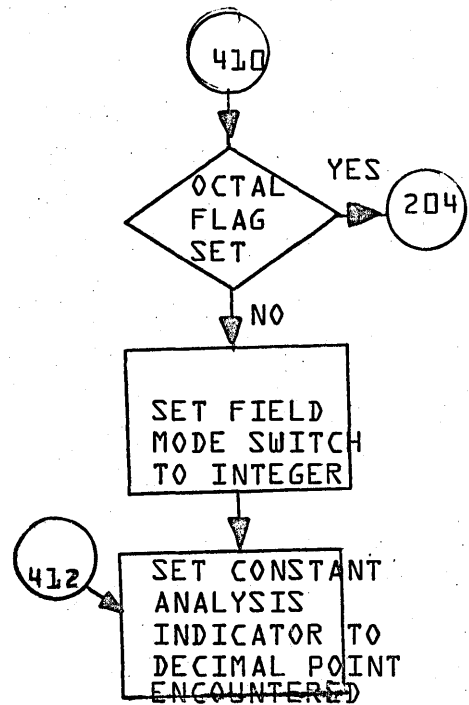 410
OCTAL
FLAG
SET
YES
204
NO
SET FIELD
MODE SWITCH
TO INTEGER
412
SET CONSTANT
ANALYSIS
INDICATOR TO
DECIMAL POINT
ENCOUNTERED